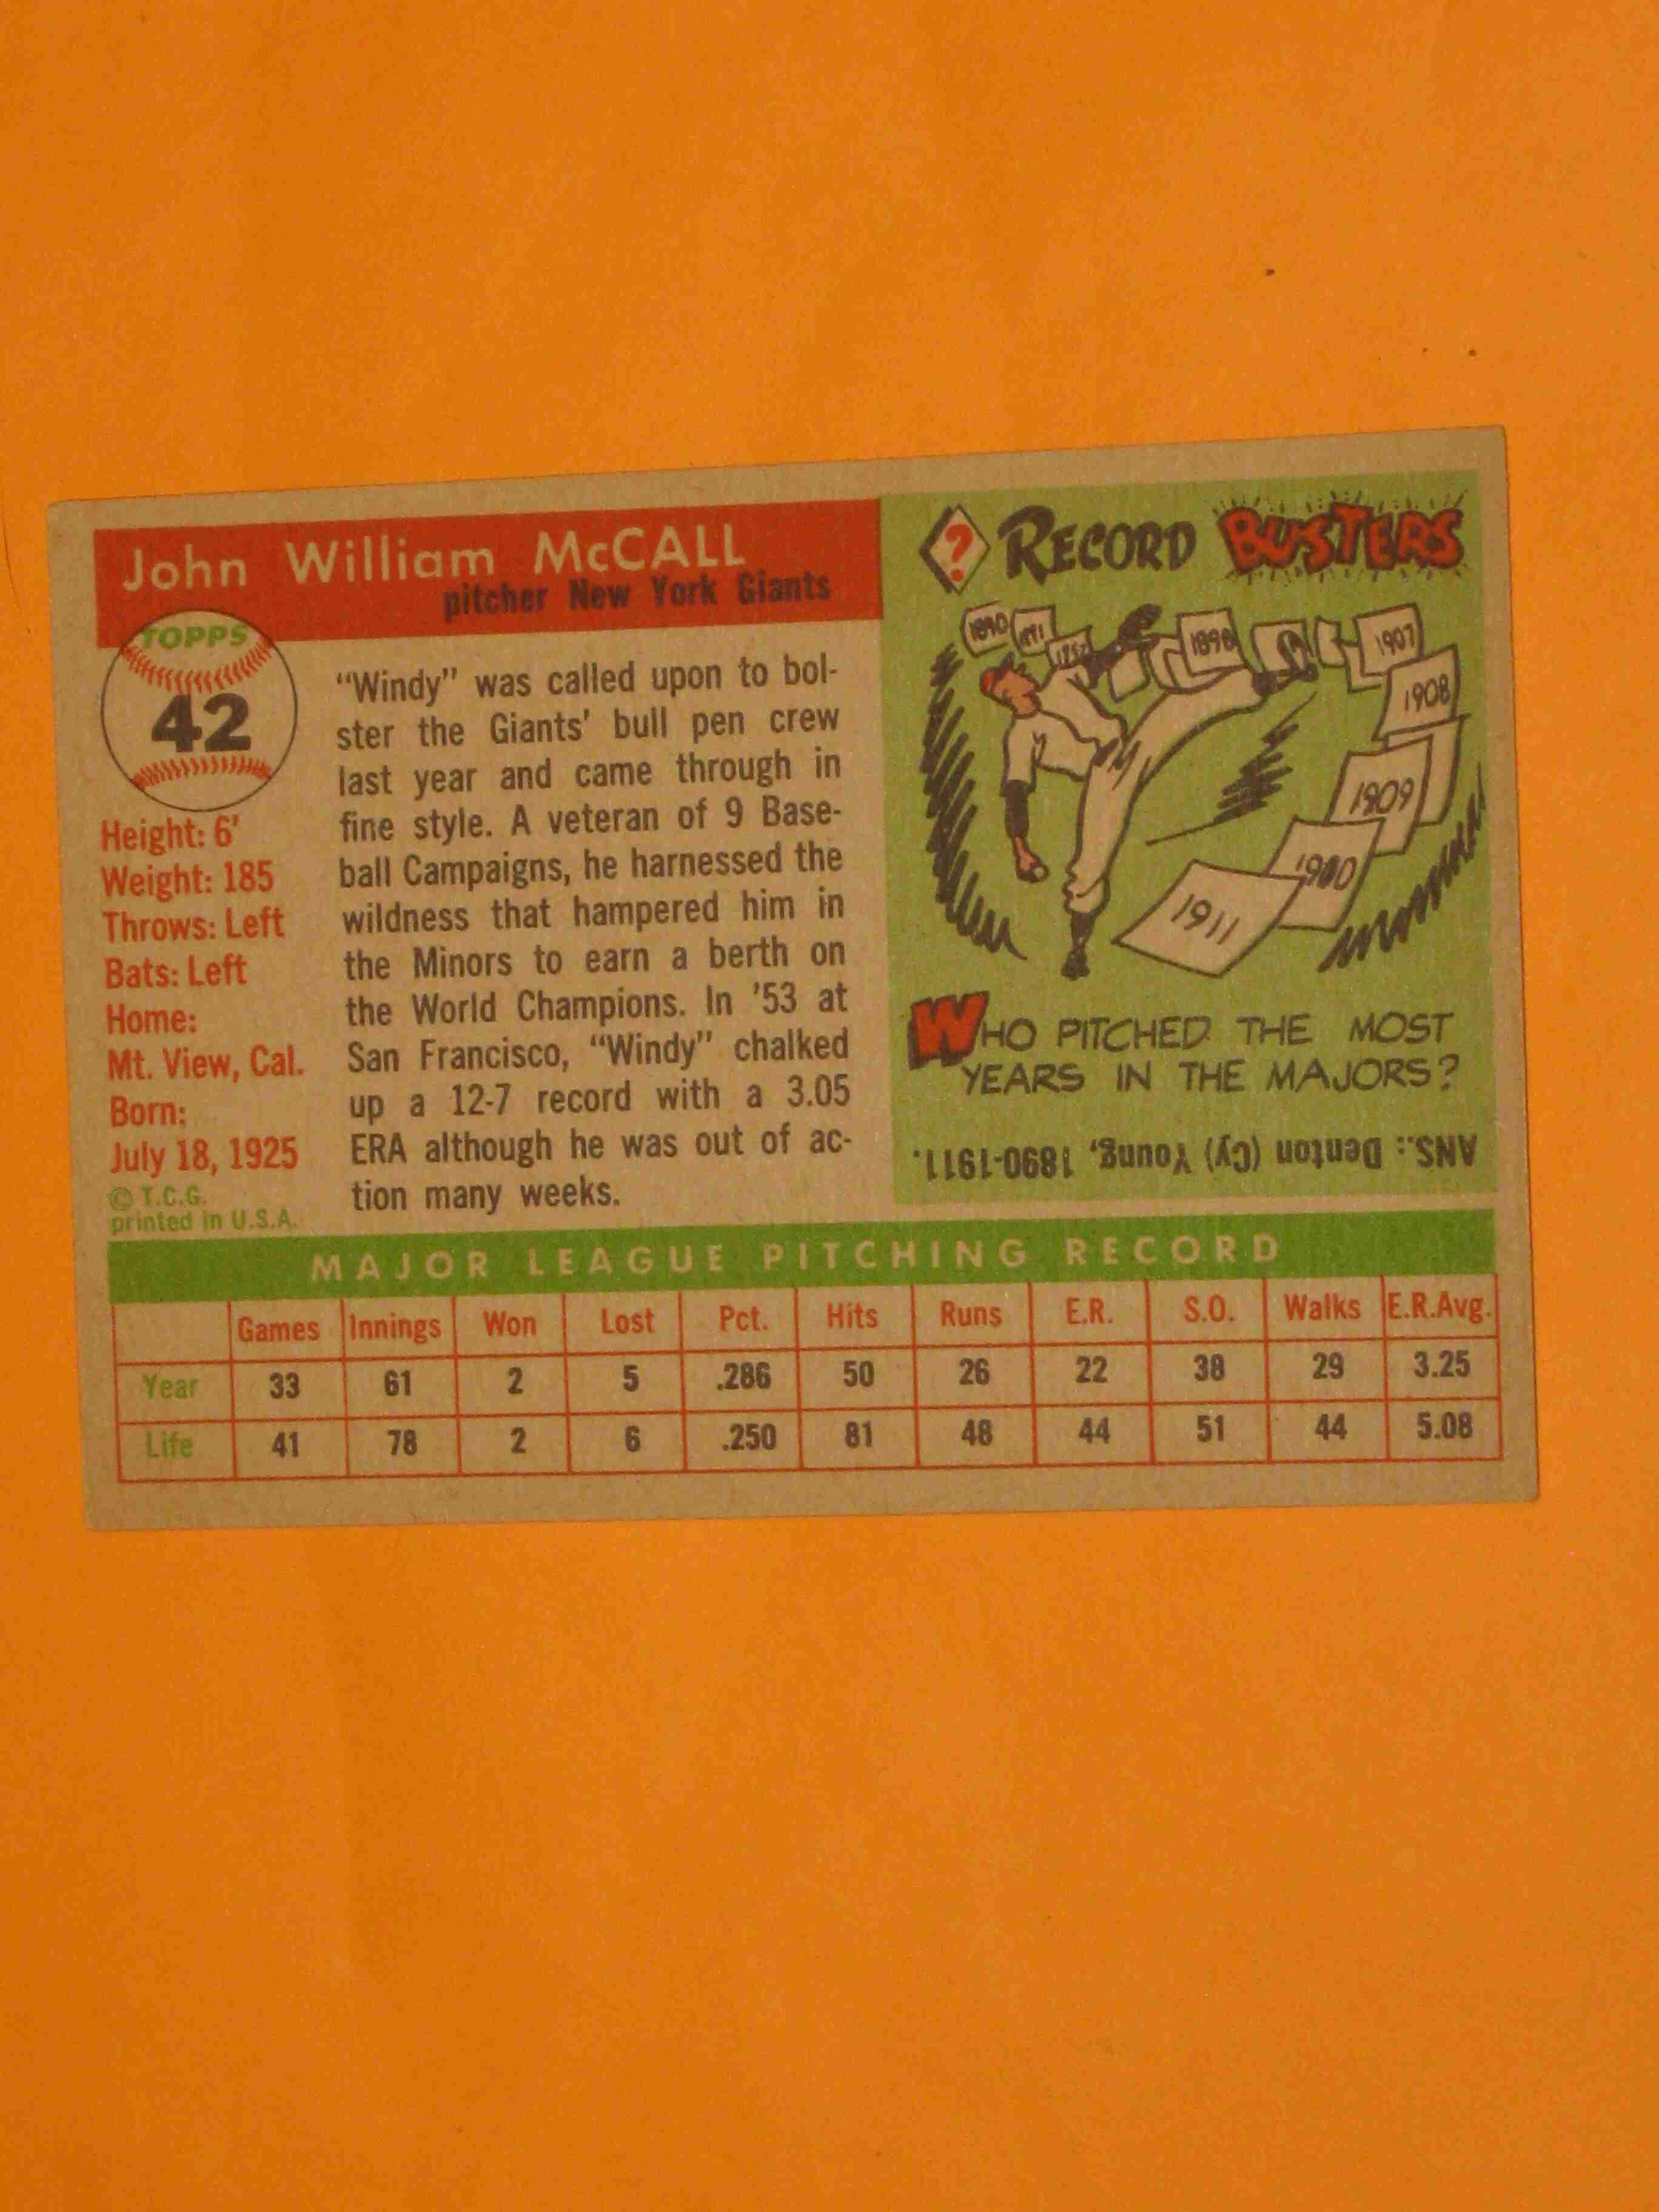 John William McCALL
pitcher New York Giants
TOPPS
42
Height: 6'
Weight: 185
Throws: Left
Bats: Left
Home:
Mt. View, Cal.
Born:
July 18, 1925
© T.C.G.
printed in U.S.A.
"Windy" was called upon to bol-
ster the Giants' bull pen crew
last year and came through in
fine style. A veteran of 9 Base-
ball Campaigns, he harnessed the
wildness that hampered him in
the Minors to earn a berth on
the World Champions. In '53 at
San Francisco, "Windy" chalked
up a 12-7 record with a 3.05
ERA although he was out of ac-
tion many weeks.
? RECORD BUSTERS
1890
1891
1898
1907
1908
1909
1911
WHO PITCHED THE MOST
YEARS IN THE MAJORS?
ANS.: Denton (Cy) Young, 1890-1911.
MAJOR LEAGUE PITCHING RECORD
Games Innings Won Lost Pct. Hits Runs E.R. S.O. Walks E.R.Avg.
Year 33 61 2 5 .286 50 26 22 38 29 3.25
Life 41 78 2 6 .250 81 48 44 51 44 5.08